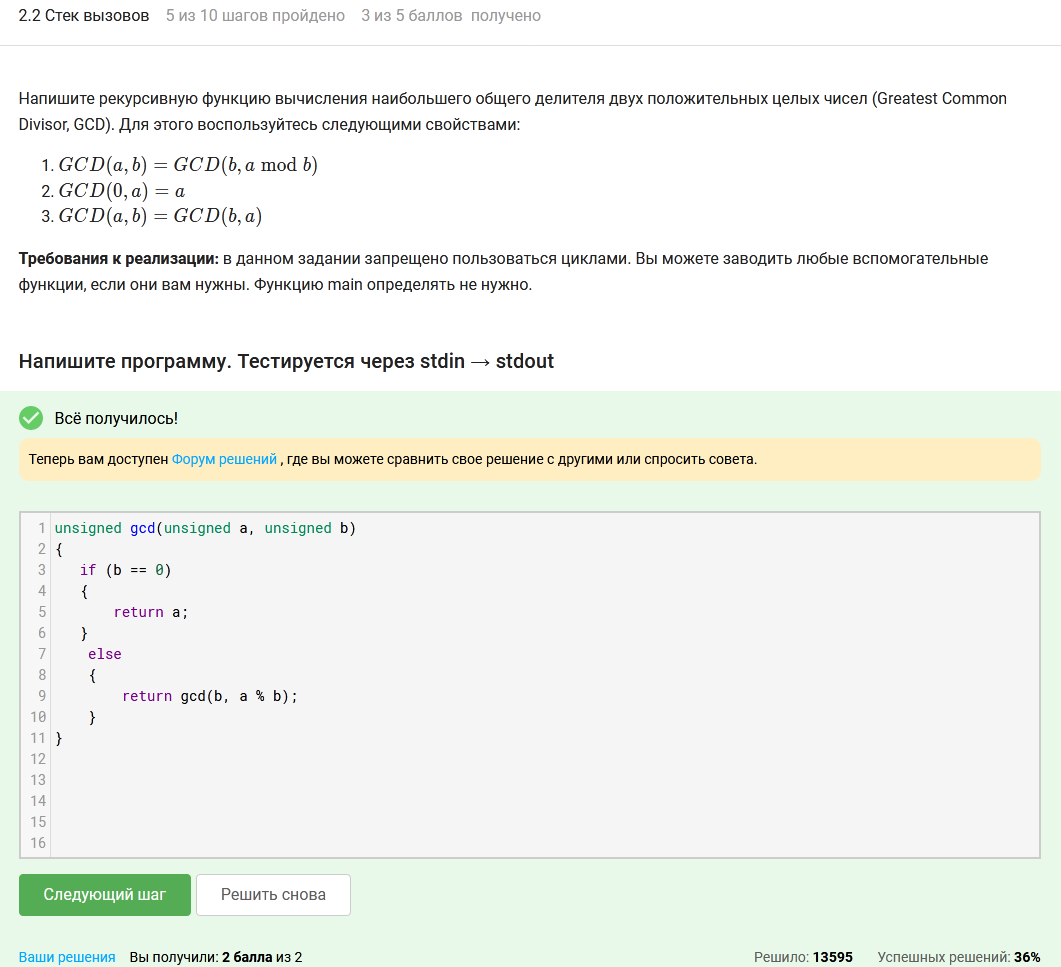 2.2 Стек вызовов 5 из 10 шагов пройдено 3 из 5 баллов получено
Напишите рекурсивную функцию вычисления наибольшего общего делителя двух положительных целых чисел (Greatest Common
Divisor, GCD). Для этого воспользуйтесь следующими свойствами:
1. GCD(a, b) = GCD(b, a mod b)
2. GCD(0, a) = a
3. GCD(a, b) = GCD(b, a)
Требования к реализации: в данном задании запрещено пользоваться циклами. Вы можете заводить любые вспомогательные
функции, если они вам нужны. Функцию main определять не нужно.
Напишите программу. Тестируется через stdin → stdout
Всё получилось!
Теперь вам доступен Форум решений , где вы можете сравнить свое решение с другими или спросить совета.
1 unsigned gcd(unsigned a, unsigned b)
2 {
3 if (b == 0)
4 {
5 return a;
6 }
7 else
8 {
9 return gcd(b, a % b);
10 }
11 }
12
13
14
15
16
Следующий шаг Решить снова
Ваши решения Вы получили: 2 балла из 2 Решило: 13595 Успешных решений: 36%